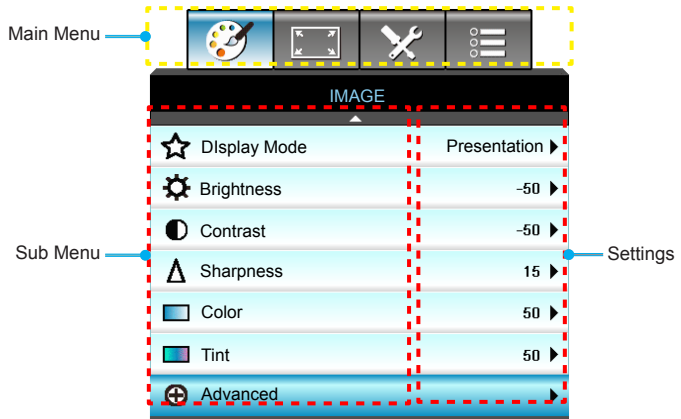 Main Menu
IMAGE
DIsplay Mode Presentation
Brightness -50
Contrast -50
Sub Menu
Settings
Sharpness 15
Color 50
Tint 50
Advanced